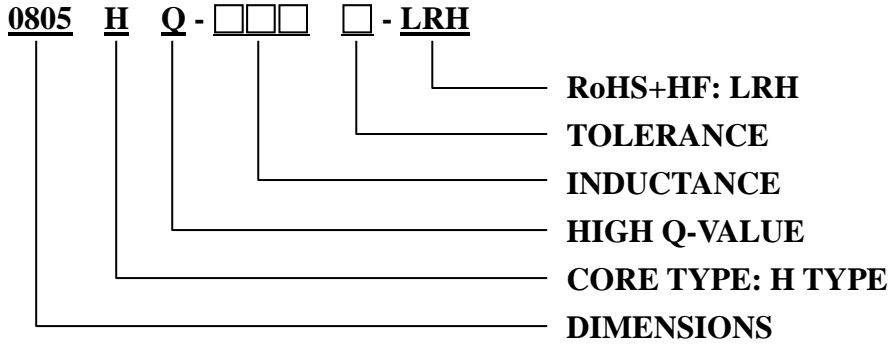 0805 H Q - □□□ □ - LRH
RoHS+HF: LRH
TOLERANCE
INDUCTANCE
HIGH Q-VALUE
CORE TYPE: H TYPE
DIMENSIONS